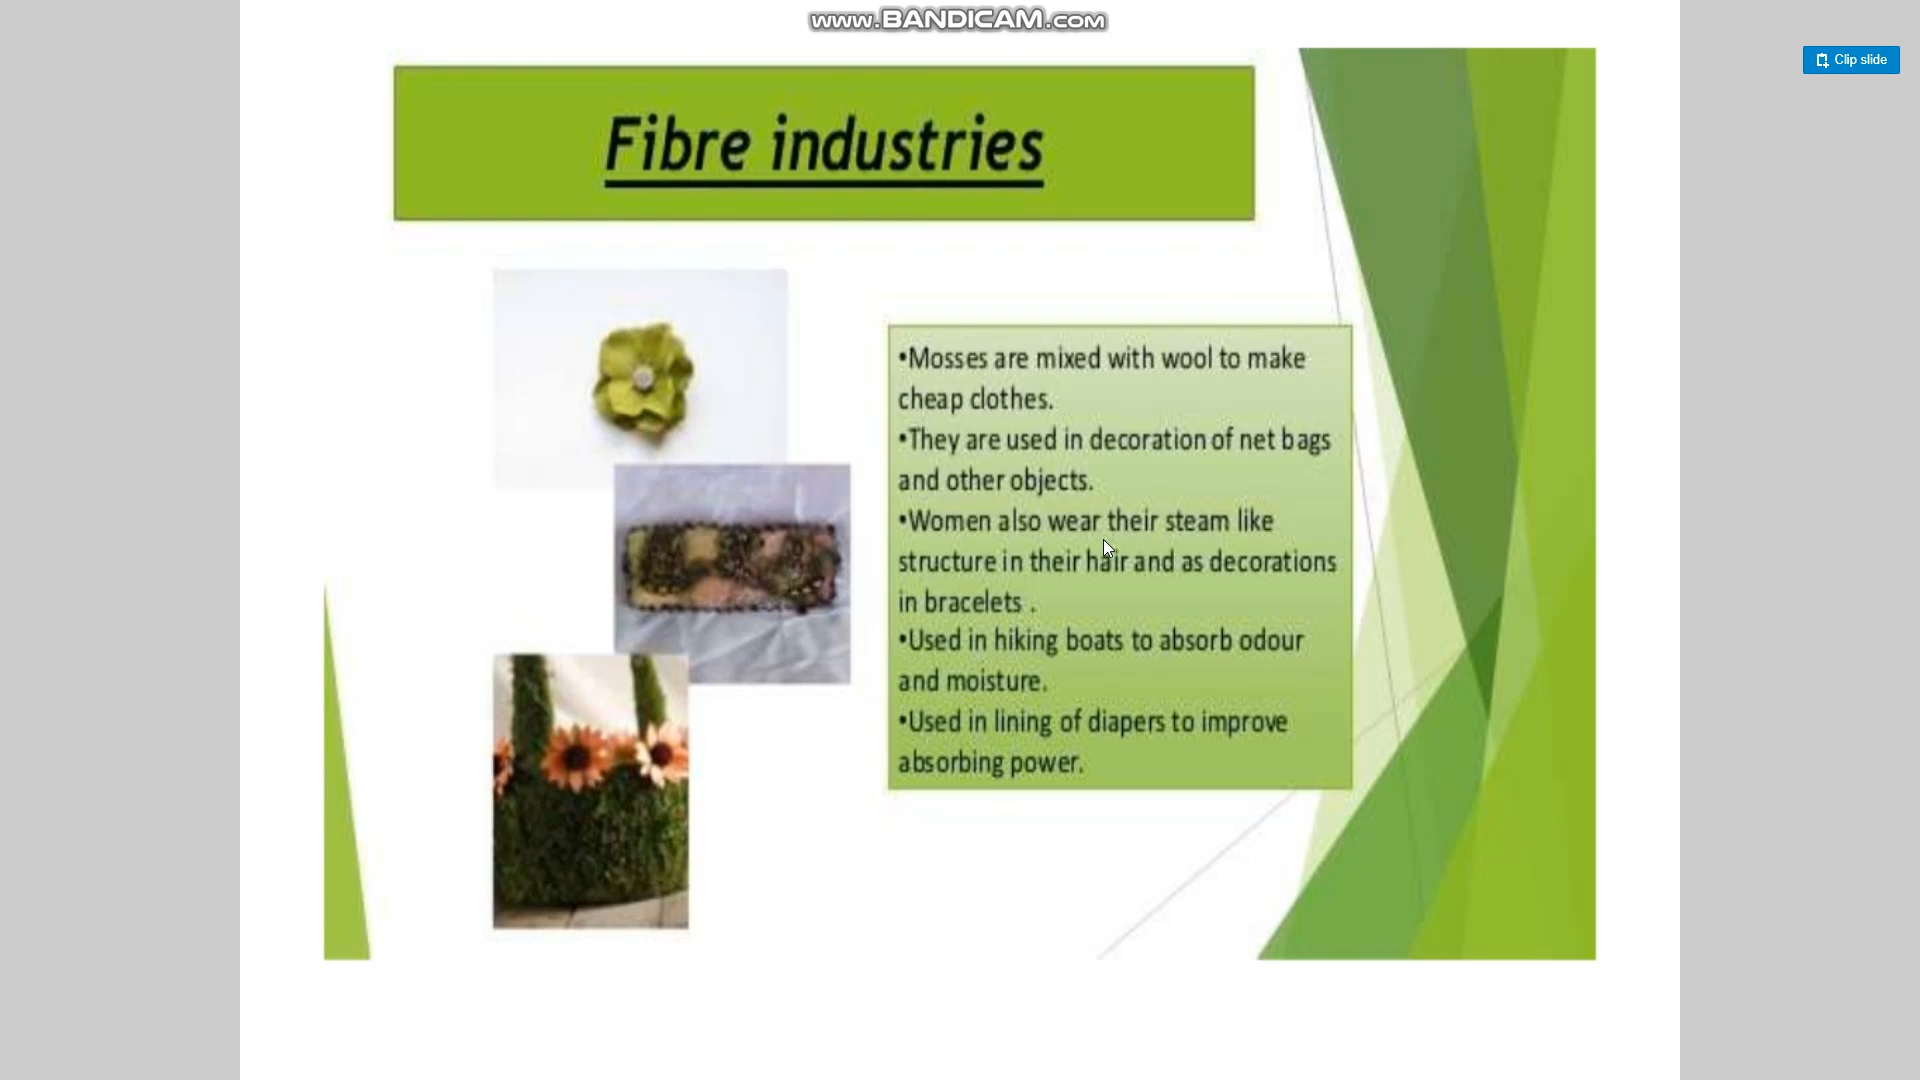 www.BANDICAM.com
Clip slide
Fibre industries
•Mosses are mixed with wool to make
cheap clothes.
•They are used in decoration of net bags
and other objects.
•Women also wear their steam like
structure in their hair and as decorations
in bracelets .
•Used in hiking boats to absorb odour
and moisture.
•Used in lining of diapers to improve
absorbing power.